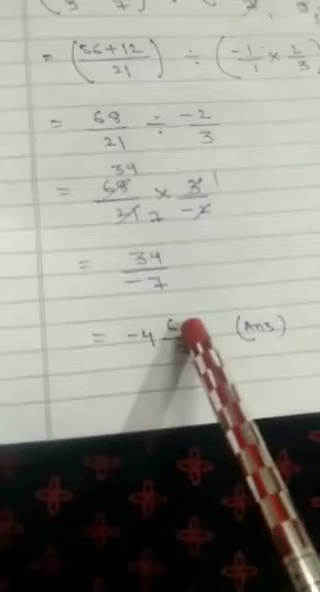 = (56+12/21) ÷ (-1/1 × 2/3
= 68/21 ÷ -2/3
34 1
= 68/21 × 3/-2
7
= 34/-7
= -4 6 (Ans)